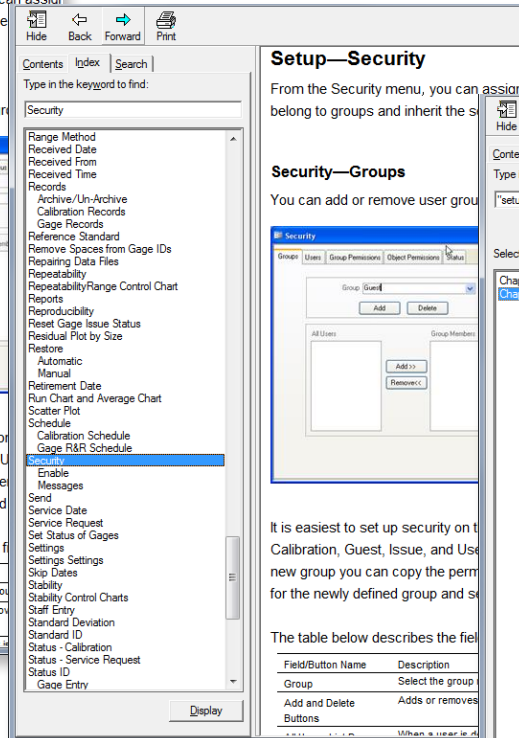 Hide Back Forward Print
Contents Index Search
Type in the keyword to find:
Security
Range Method
Received Date
Received From
Received Time
Records
Archive/Un-Archive
Calibration Records
Gage Records
Reference Standard
Remove Spaces from Gage IDs
Repairing Data Files
Repeatability
RepeatabilityRange Control Chart
Reports
Reproducibility
Reset Gage Issue Status
Residual Plot by Size
Restore
Automatic
Manual
Retirement Date
Run Chart and Average Chart
Scatter Plot
Schedule
Calibration Schedule
Gage R&R Schedule
Security
Enable
Messages
Send
Service Date
Service Request
Set Status of Gages
Settings
Settings Settings
Skip Dates
Stability
Stability Control Charts
Staff Entry
Standard Deviation
Standard ID
Status - Calibration
Status - Service Request
Status ID
Gage Entry
Display
Setup—Security
From the Security menu, you can assign
belong to groups and inherit the s
Security—Groups
You can add or remove user grou
Security
Groups Users Group Permissions Object Permissions Status
Group Guest
Add Delete
All Users Group Members
Add >>
Remove<<
It is easiest to set up security on t
Calibration, Guest, Issue, and Use
new group you can copy the perm
for the newly defined group and se
The table below describes the fiel
Field/Button Name Description
Group Select the group
Add and Delete Adds or removes
Buttons
When a user is
Hide
Conte
Type
"setu
Select
Cha
Cha